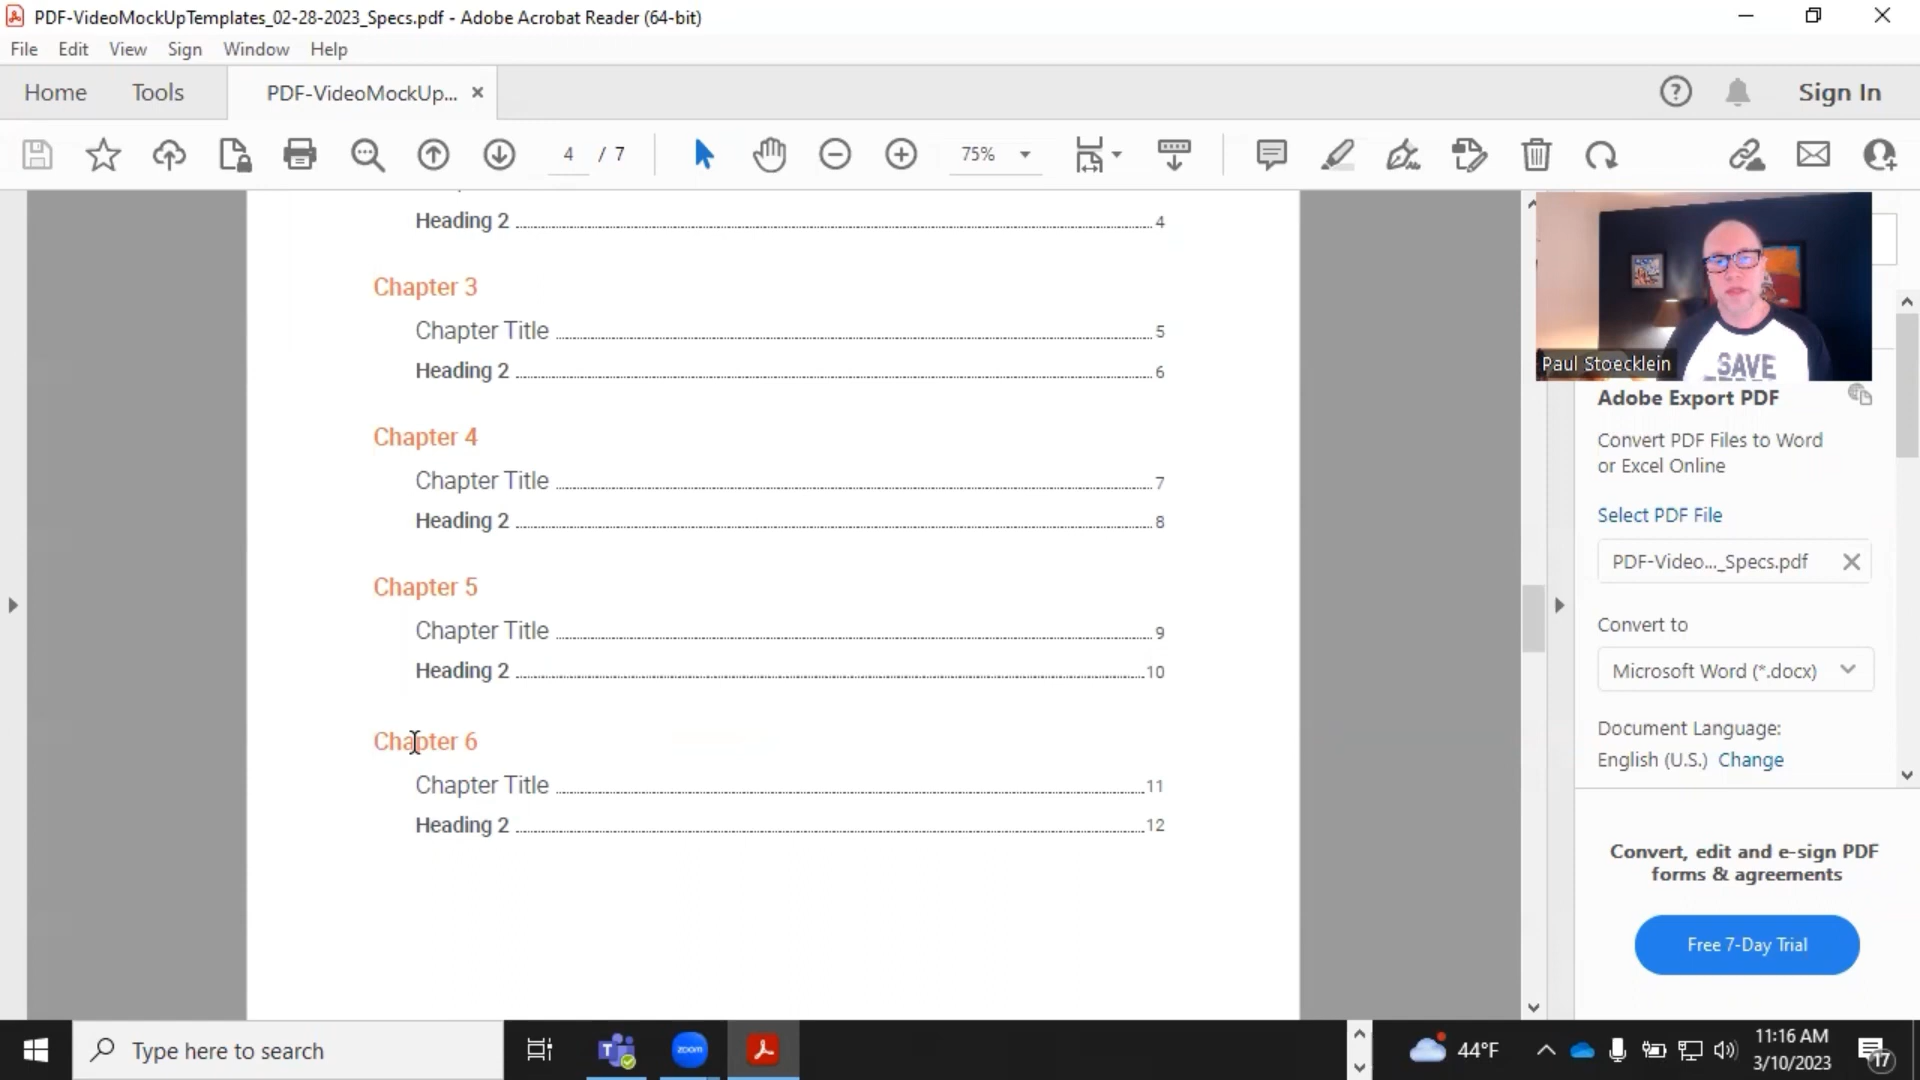 PDF-VideoMockUpTemplates_02-28-2023_Specs.pdf - Adobe Acrobat Reader (64-bit)
File Edit View Sign Window Help
Home Tools PDF-VideoMockUp... Sign In
4 / 7 75%
Heading 2 4
Chapter 3
Chapter Title 5
Heading 2 6
Chapter 4
Chapter Title 7
Heading 2 8
Chapter 5
Chapter Title 9
Heading 2 10
Chapter 6
Chapter Title 11
Heading 2 12
SAVE
Paul Stoecklein
Adobe Export PDF
Convert PDF Files to Word
or Excel Online
Select PDF File
PDF-Video..._Specs.pdf
Convert to
Microsoft Word (*.docx)
Document Language:
English (U.S.) Change
Convert, edit and e-sign PDF
forms & agreements
Free 7-Day Trial
Type here to search
zoom
44°F
11:16 AM
3/10/2023
17